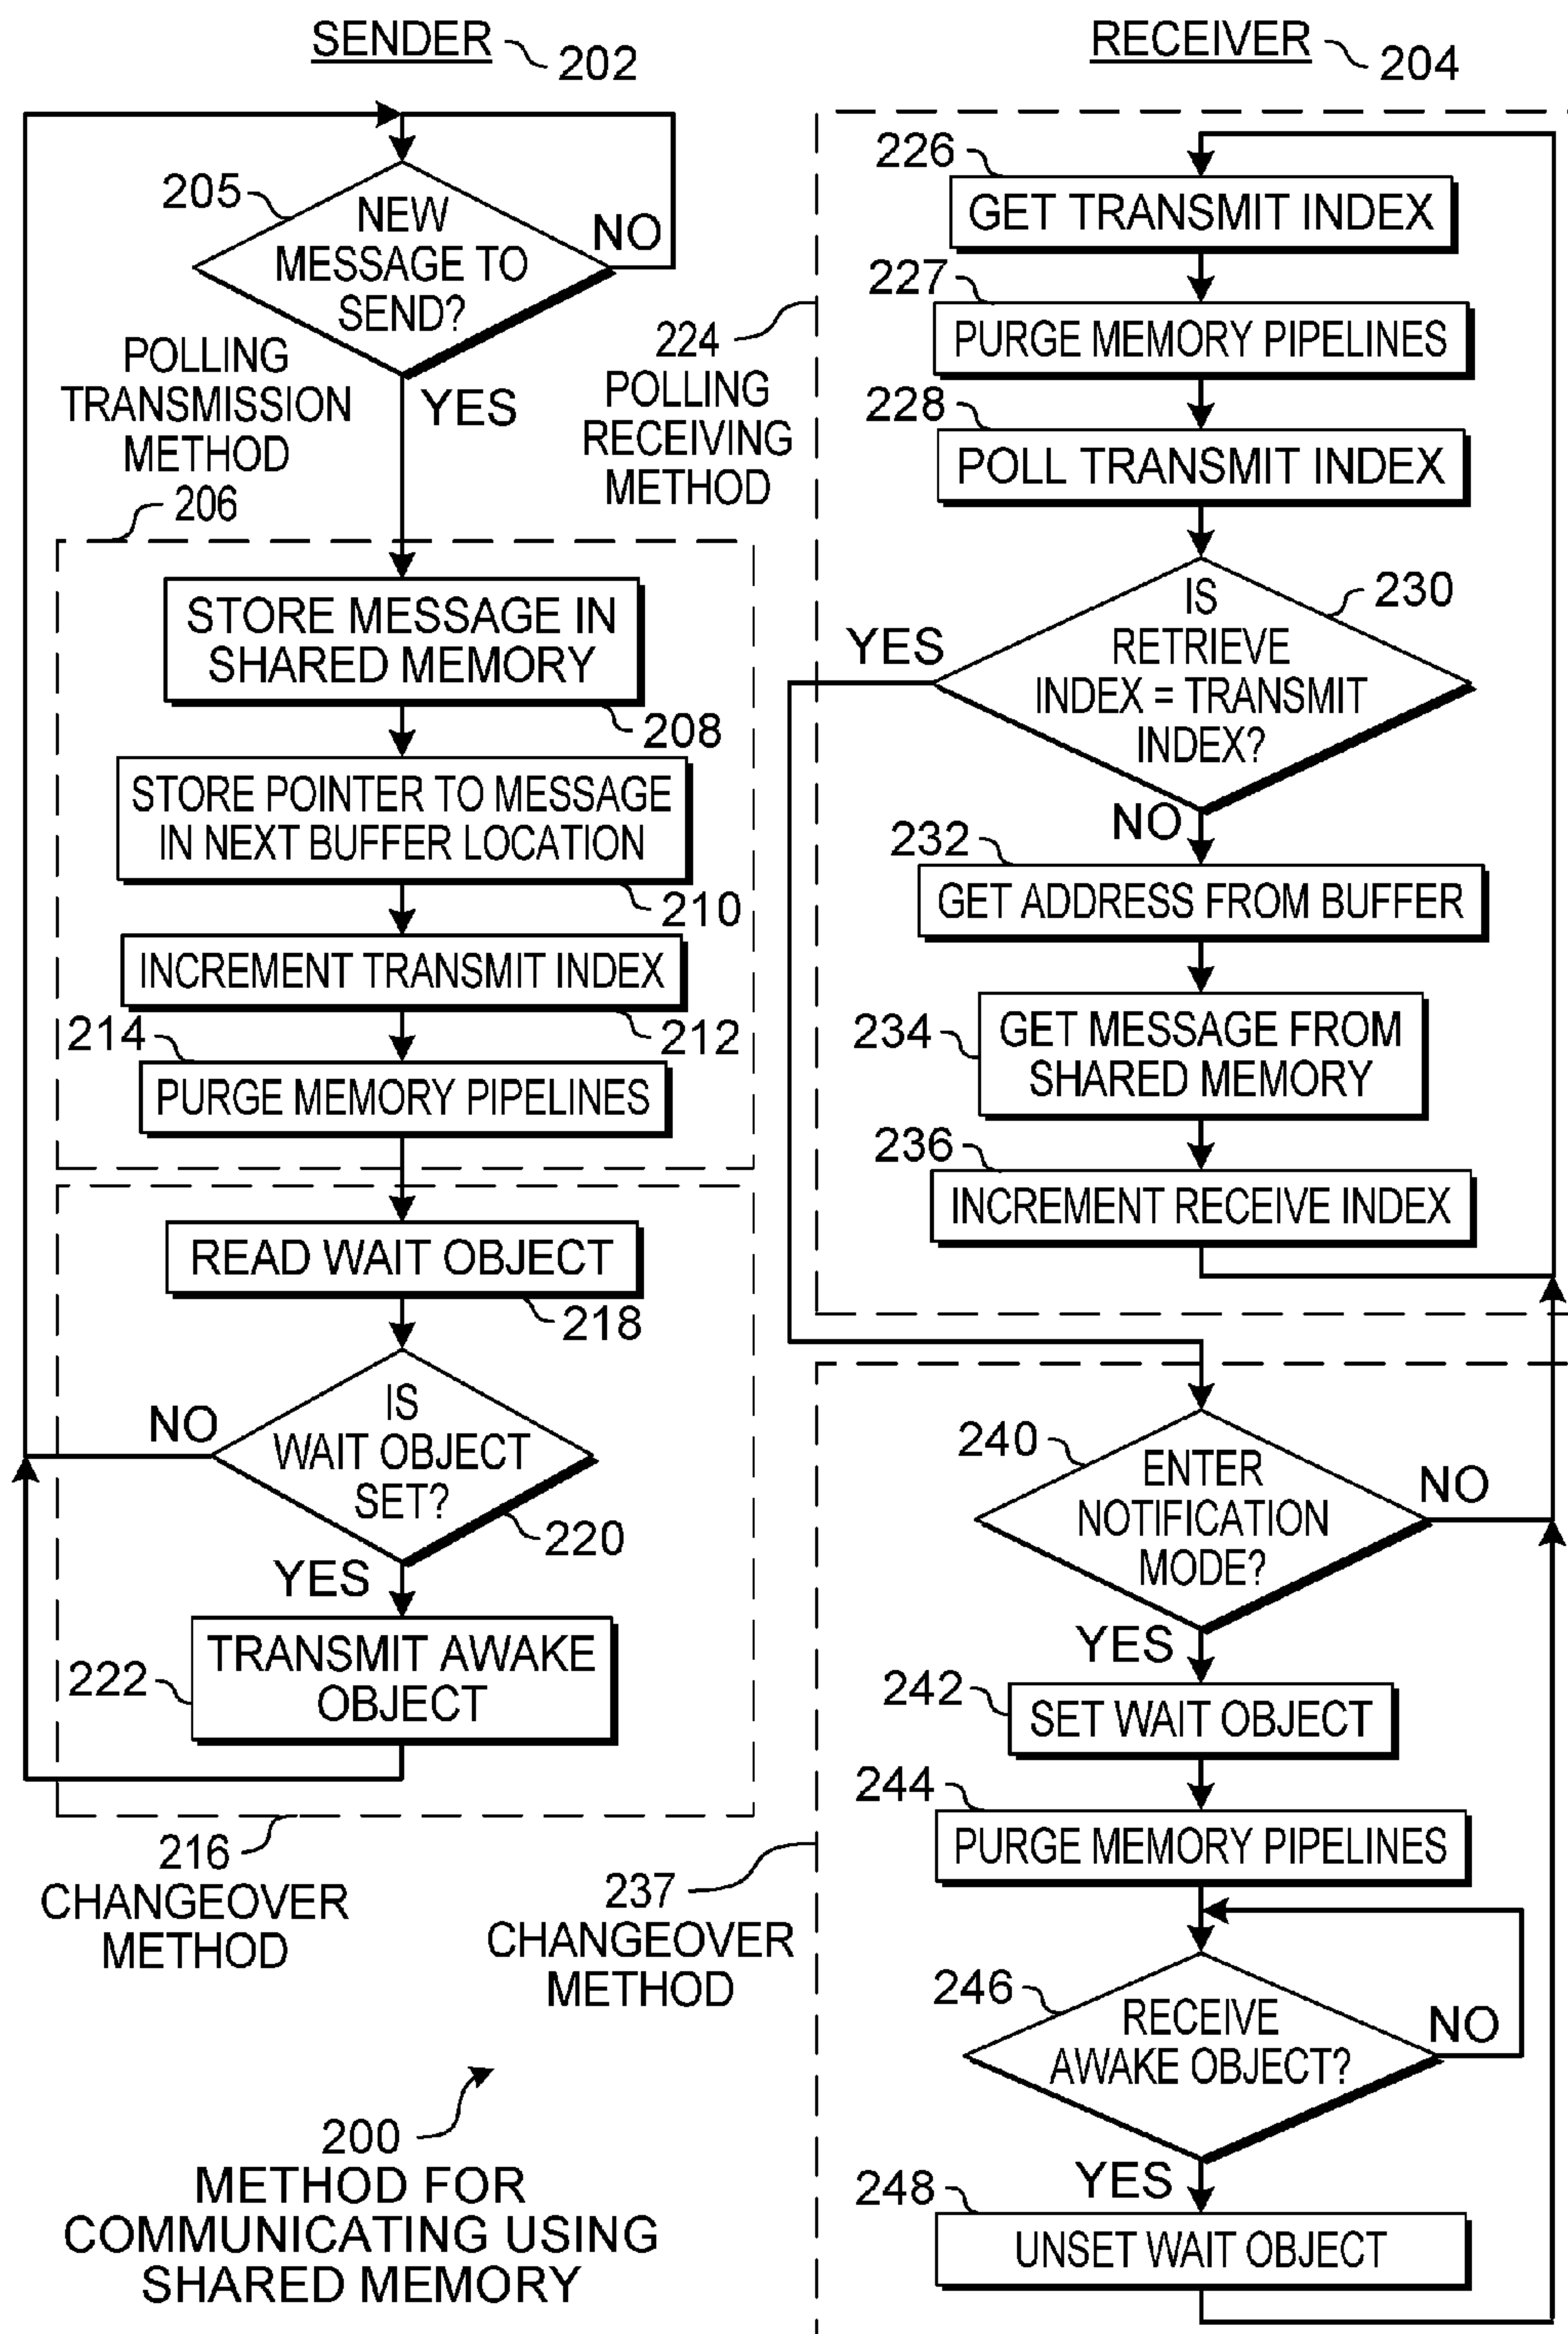 SENDER 202
205
NEW
MESSAGE TO
SEND?
NO
YES
POLLING
TRANSMISSION
METHOD
206
STORE MESSAGE IN
SHARED MEMORY
208
STORE POINTER TO MESSAGE
IN NEXT BUFFER LOCATION
210
INCREMENT TRANSMIT INDEX
212
214
PURGE MEMORY PIPELINES
READ WAIT OBJECT
218
IS
WAIT OBJECT
SET?
NO
220
YES
TRANSMIT AWAKE
OBJECT
222
216
CHANGEOVER
METHOD
RECEIVER 204
226
GET TRANSMIT INDEX
227
PURGE MEMORY PIPELINES
224
POLLING
RECEIVING
METHOD
228
POLL TRANSMIT INDEX
IS
RETRIEVE
INDEX = TRANSMIT
INDEX?
230
YES
NO
232
GET ADDRESS FROM BUFFER
234
GET MESSAGE FROM
SHARED MEMORY
236
INCREMENT RECEIVE INDEX
240
ENTER
NOTIFICATION
MODE?
NO
YES
242
SET WAIT OBJECT
244
PURGE MEMORY PIPELINES
237
CHANGEOVER
METHOD
246
RECEIVE
AWAKE OBJECT?
NO
YES
248
UNSET WAIT OBJECT
200
METHOD FOR
COMMUNICATING USING
SHARED MEMORY